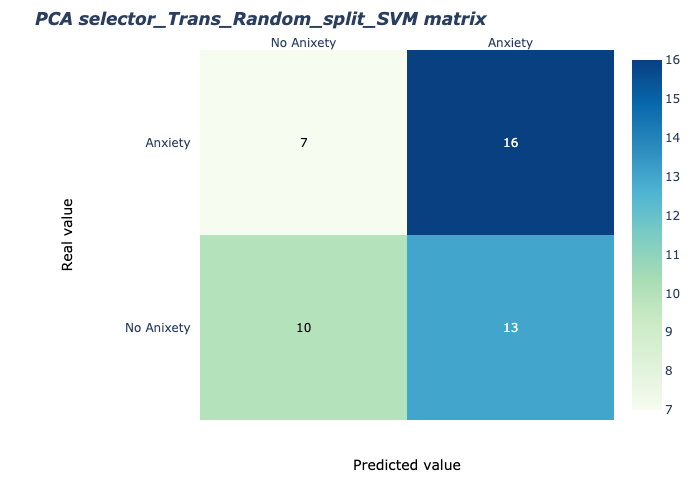 PCA selector_Trans_Random_split_SVM matrix
No Anixety
Anxiety
Anxiety
7
16
No Anixety
10
13
Real value
Predicted value
16
15
14
13
12
11
10
9
8
7